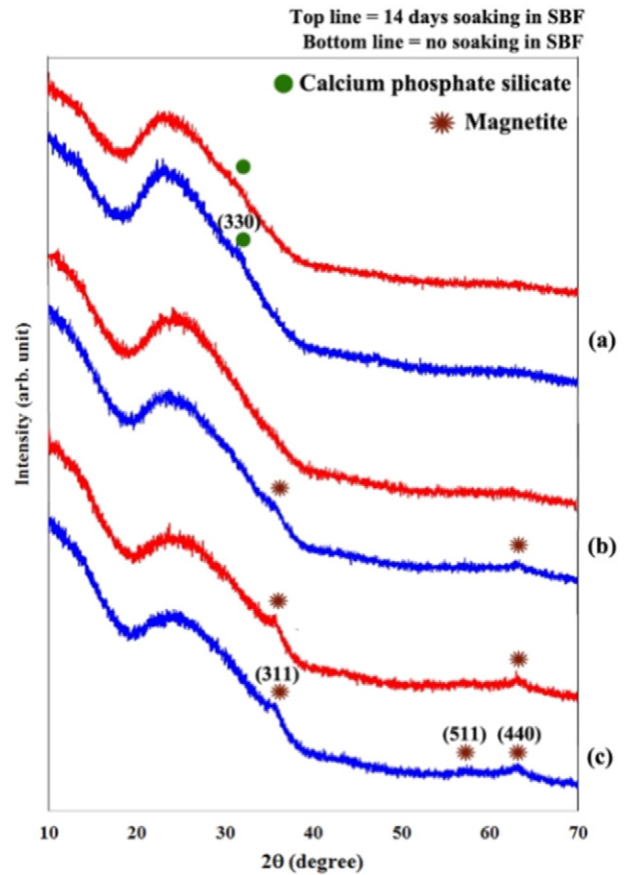 Top line = 14 days soaking in SBF
Bottom line = no soaking in SBF
Calcium phosphate silicate
Magnetite
(330)
(a)
Intensity (arb. unit)
(b)
(311)
(511) (440)
(c)
10 20 30 40 50 60 70
2θ (degree)